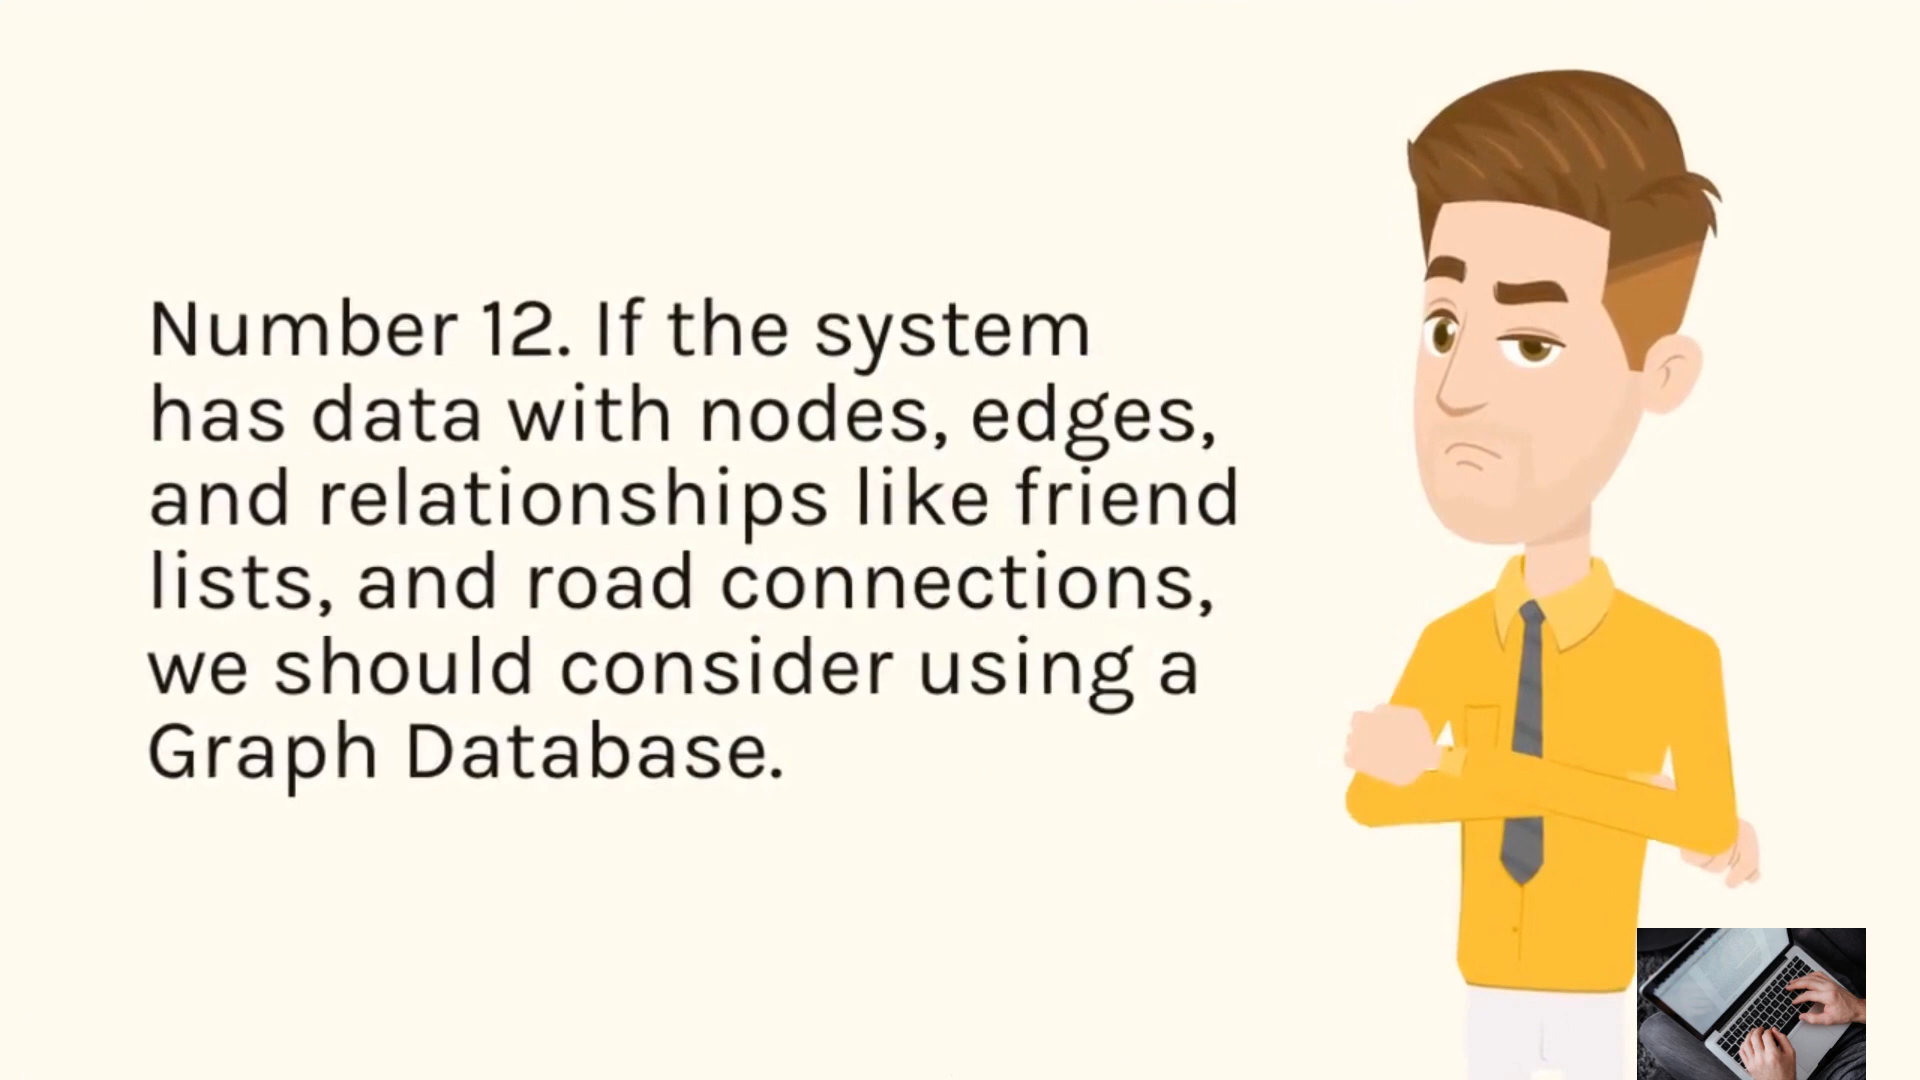 Number 12. If the system
has data with nodes, edges,
and relationships like friend
lists, and road connections,
we should consider using a
Graph Database.